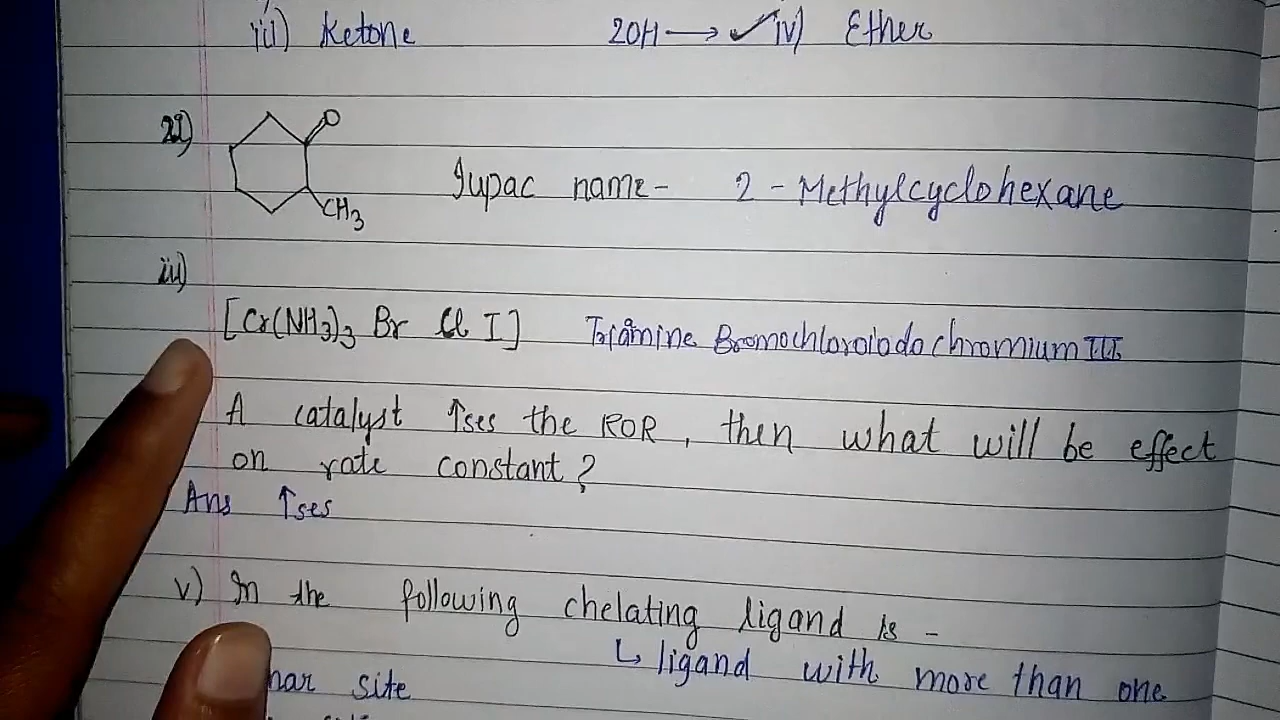 iii) Ketone 2OH → ✓ iv) Ether
O
Iupac name - 2 - Methylcyclohexane
CH3
iii)
[Cr(NH3)3 Br Cl I] Triamine Bromochloroiodo chromium III
A catalyst ↑ses the ROR, then what will be effect
on rate constant?
Ans ↑ses
v) In the following chelating ligand is -
↳ ligand with more than one
nar site